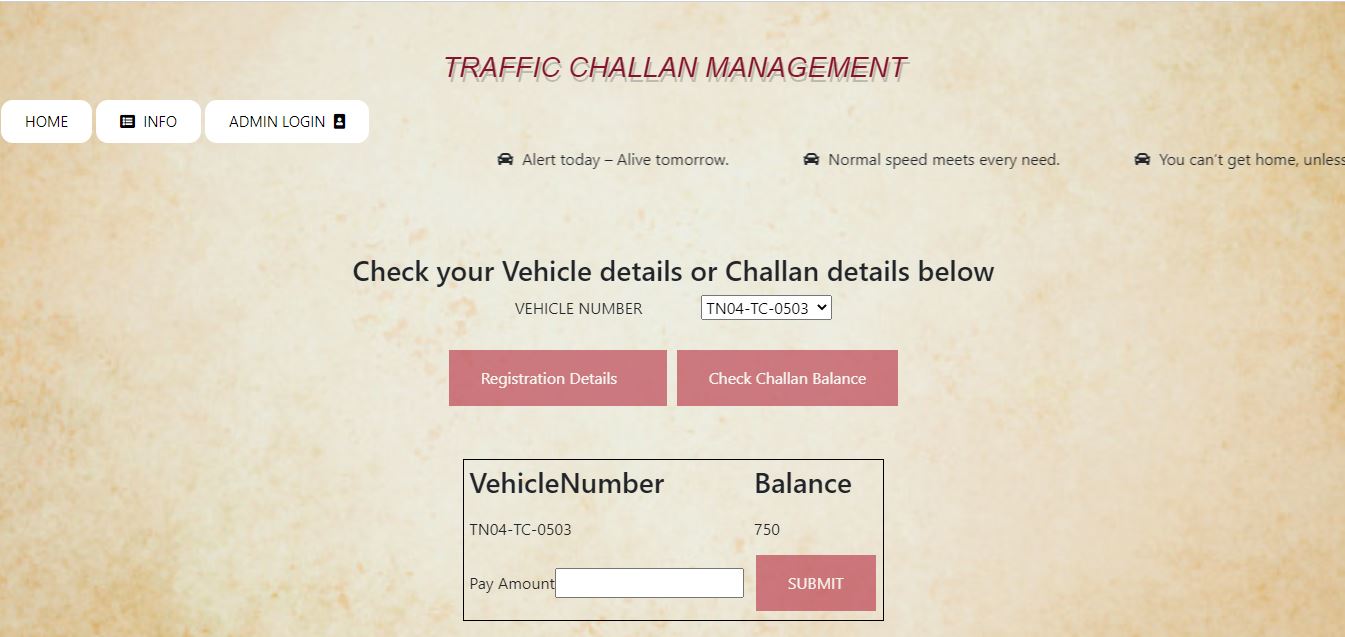 TRAFFIC CHALLAN MANAGEMENT
HOME INFO ADMIN LOGIN
Alert today – Alive tomorrow. Normal speed meets every need. You can't get home, unless
Check your Vehicle details or Challan details below
VEHICLE NUMBER TN04-TC-0503
Registration Details Check Challan Balance
VehicleNumber Balance
TN04-TC-0503 750
Pay Amount SUBMIT